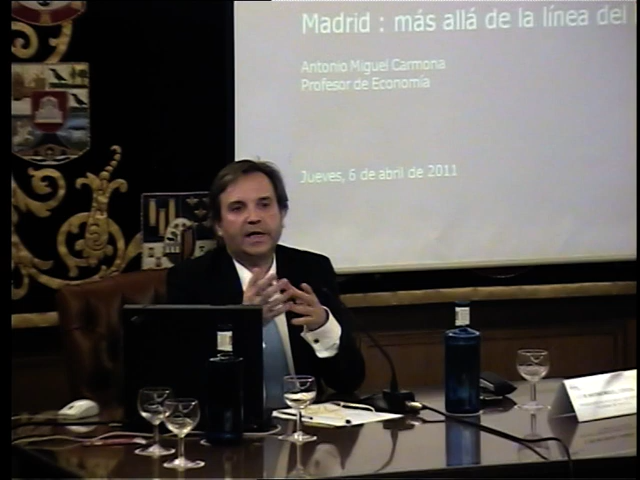 Madrid : más allá de la línea del
Antonio Miguel Carmona
Profesor de Economía
Jueves, 6 de abril de 2011